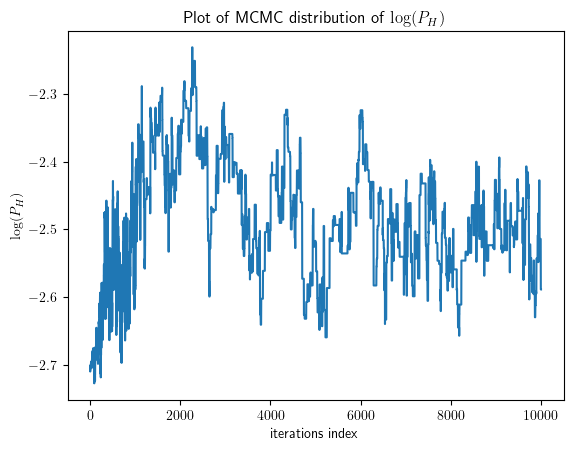 Plot of MCMC distribution of log(P_H)
log(P_H)
−2.3
−2.4
−2.5
−2.6
−2.7
0 2000 4000 6000 8000 10000
iterations index